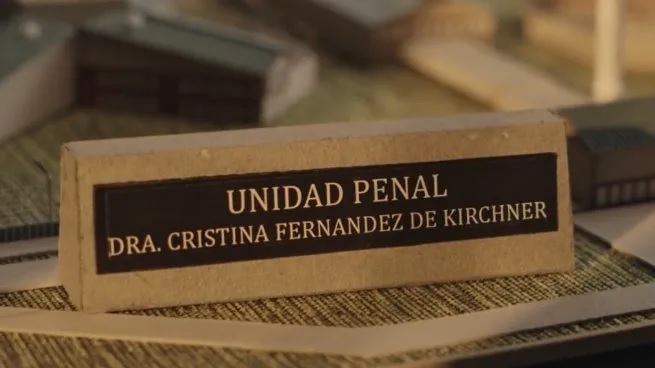 UNIDAD PENAL
DRA. CRISTINA FERNANDEZ DE KIRCHNER